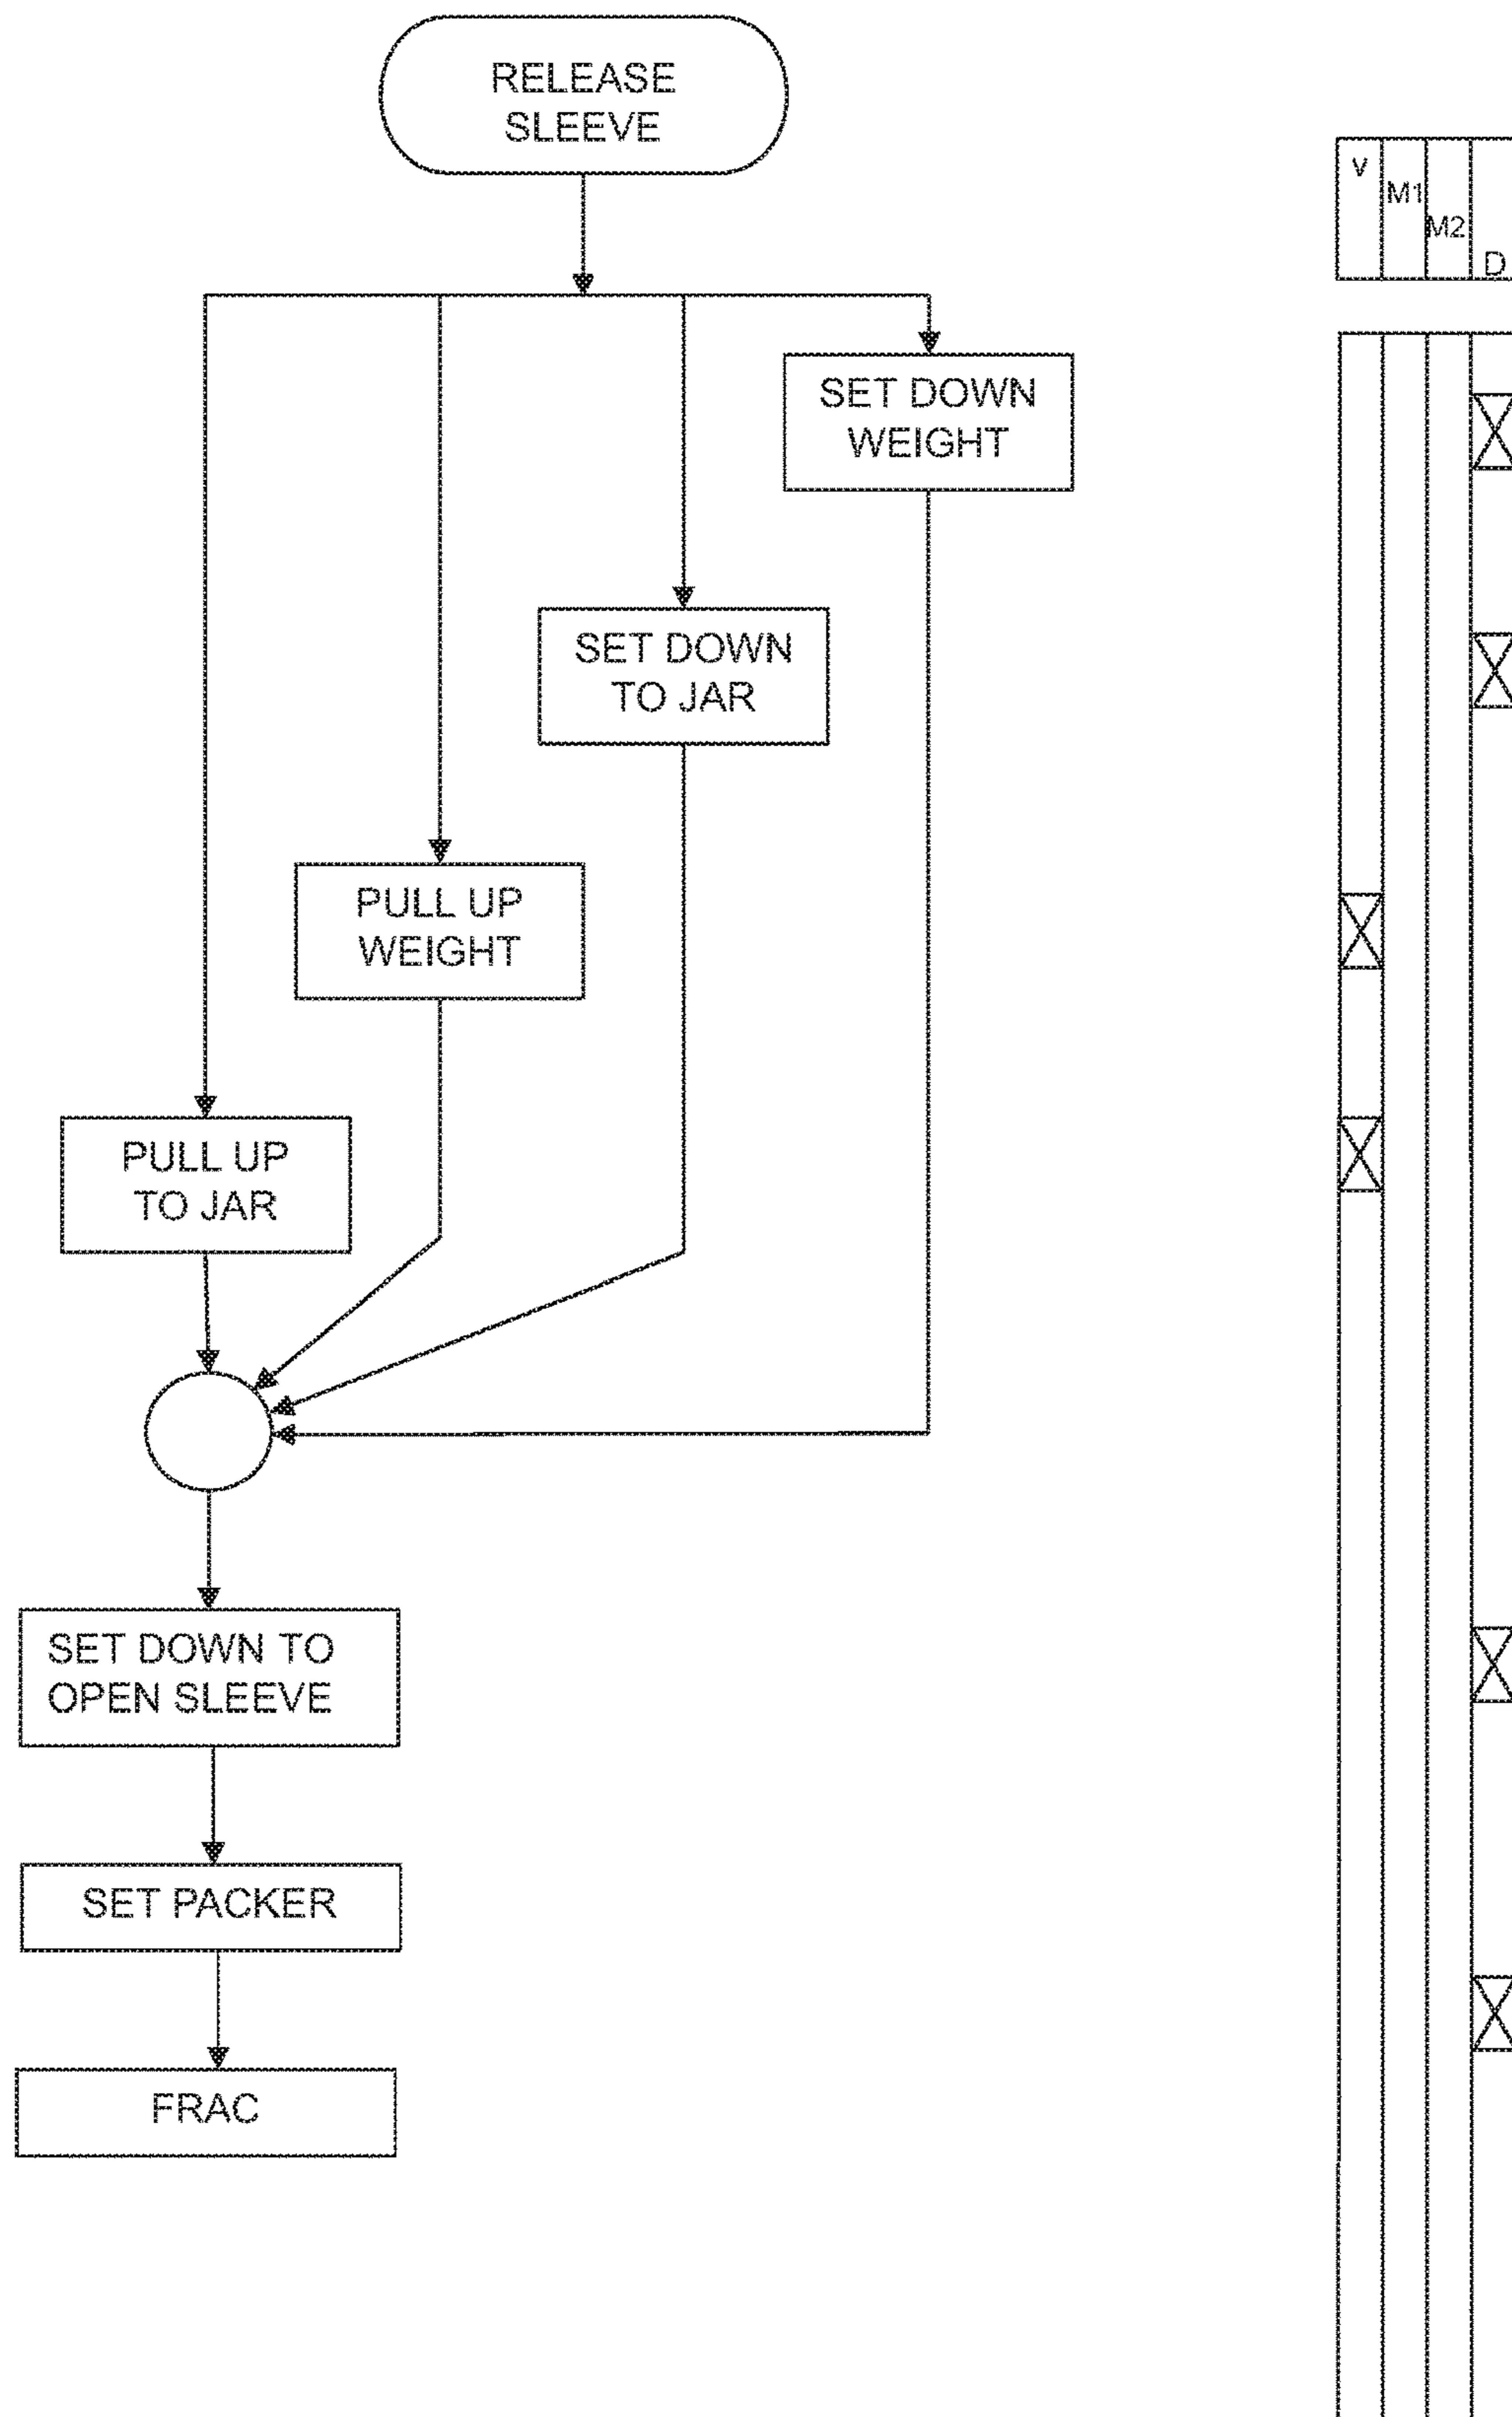 RELEASE
SLEEVE
V
M1
M2
D
SET DOWN
WEIGHT
SET DOWN
TO JAR
PULL UP
WEIGHT
PULL UP
TO JAR
SET DOWN TO
OPEN SLEEVE
SET PACKER
FRAC